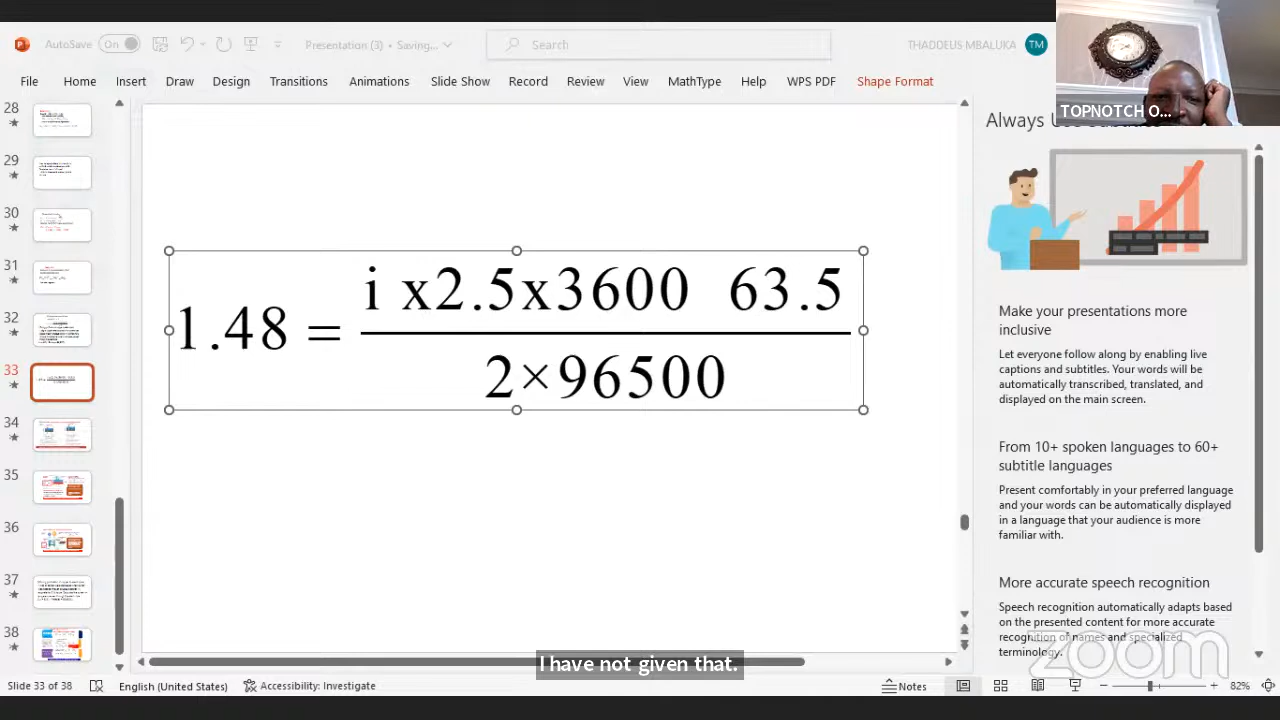 AutoSave On Presentation (3) • Saving... Search THADDEUS MBALUKA TM
File Home Insert Draw Design Slide Show Transitions Animations Record Review View MathType Help WPS PDF Shape Format
TOPNOTCH O...
Always U
28
29
30
31
32
33
34
35
36
37
38
i x2.5x3600 63.5
1.48 =
2×96500
Make your presentations more
inclusive
Let everyone follow along by enabling live
captions and subtitles. Your words will be
automatically transcribed, translated, and
displayed on the main screen.
From 10+ spoken languages to 60+
subtitle languages
Present comfortably in your preferred language
and your words can be automatically displayed
in a language that your audience is more
familiar with.
More accurate speech recognition
Speech recognition automatically adapts based
on the presented content for more accurate
recognition of names and specialized
terminology.
zoom
I have not given that.
Slide 33 of 38 English (United States) Accessibility: Investigate Notes 82%